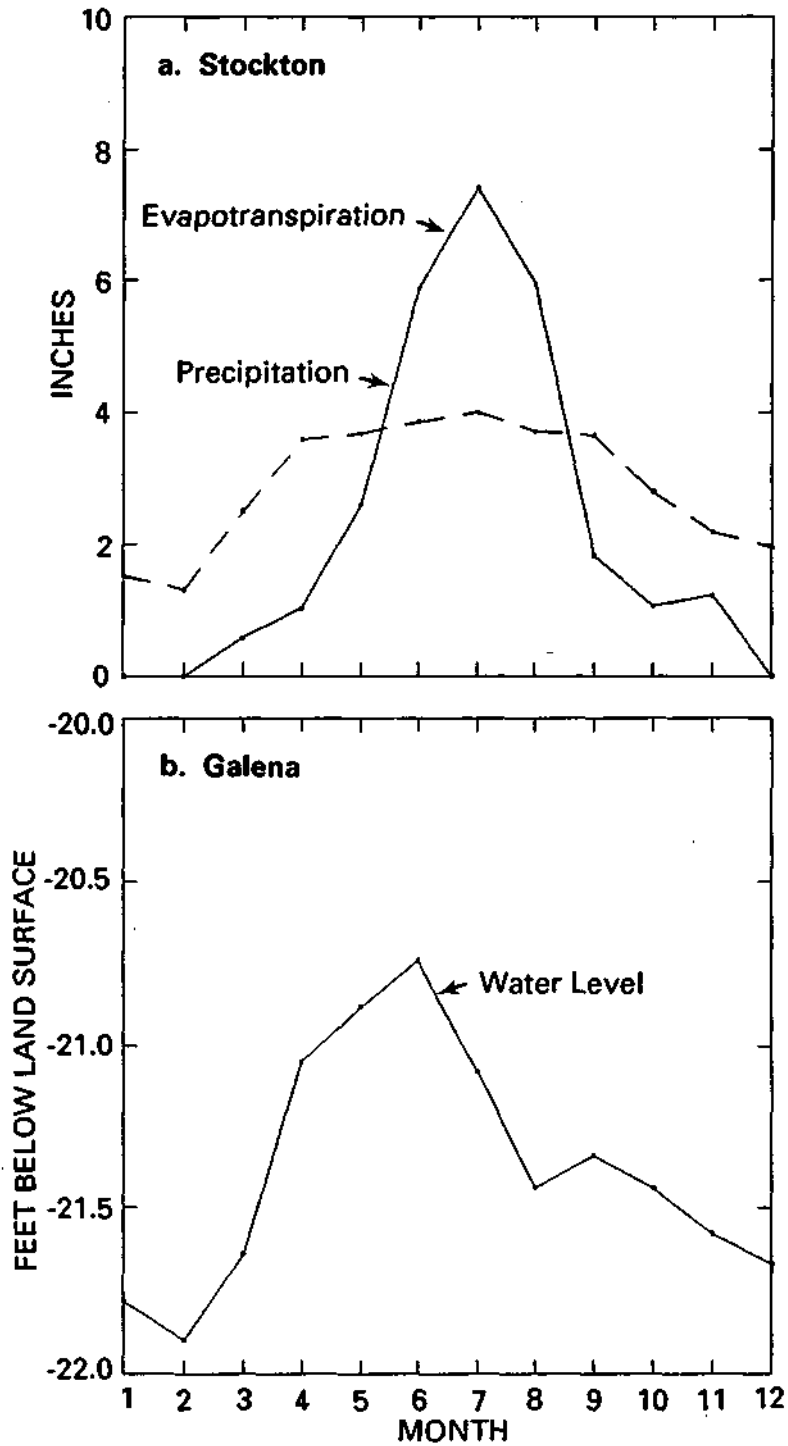 10
a. Stockton
8
Evapotranspiration
6
INCHES
Precipitation
4
2
0
-20.0
b. Galena
-20.5
FEET BELOW LAND SURFACE
Water Level
-21.0
-21.5
-22.0
1 2 3 4 5 6 7 8 9 10 11 12
MONTH